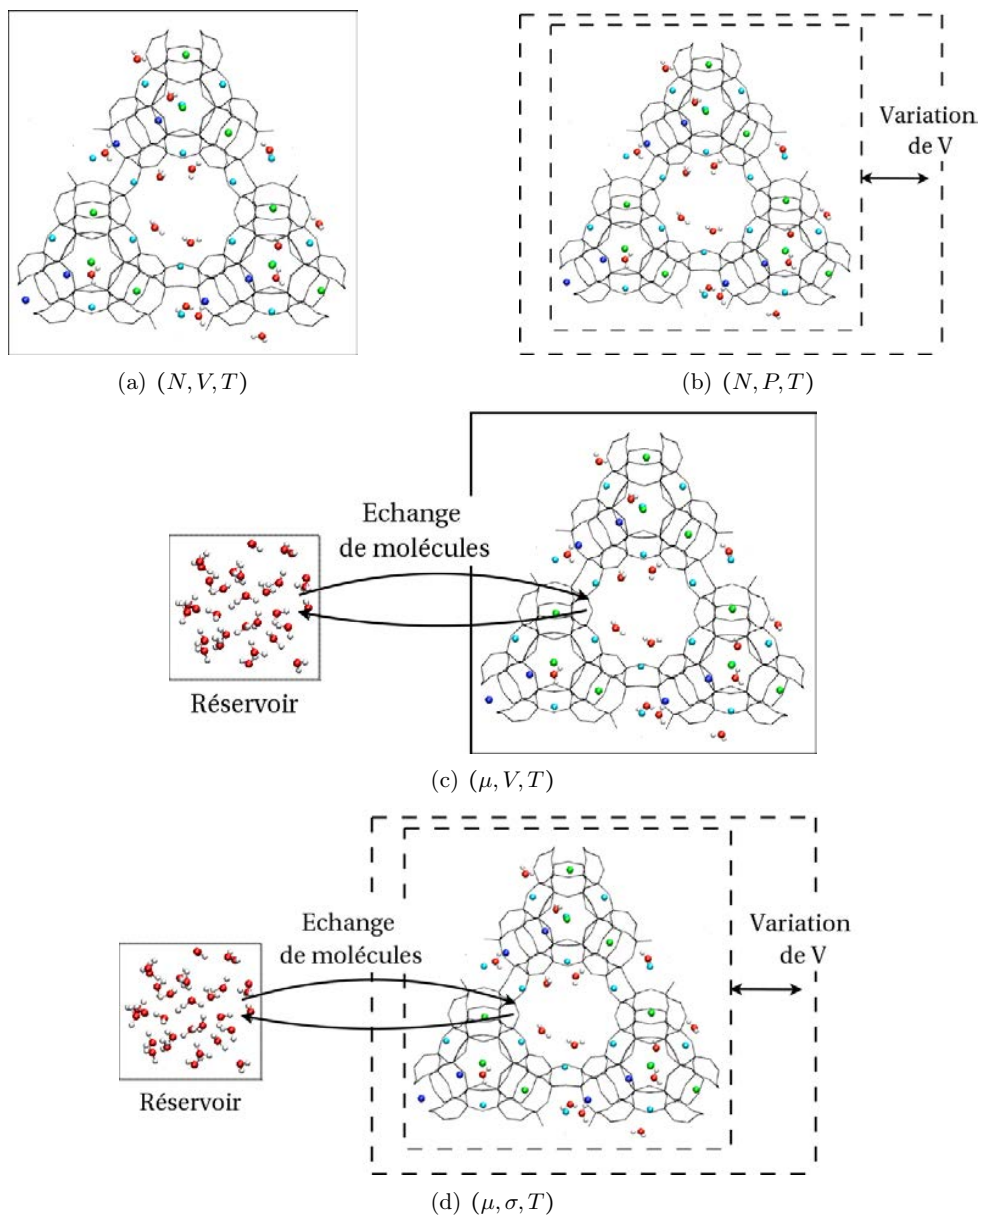 Variation
de V
(a) (N, V, T)
(b) (N, P, T)
Echange
de molécules
Réservoir
(c) (μ, V, T)
Echange
de molécules
Variation
de V
Réservoir
(d) (μ, σ, T)